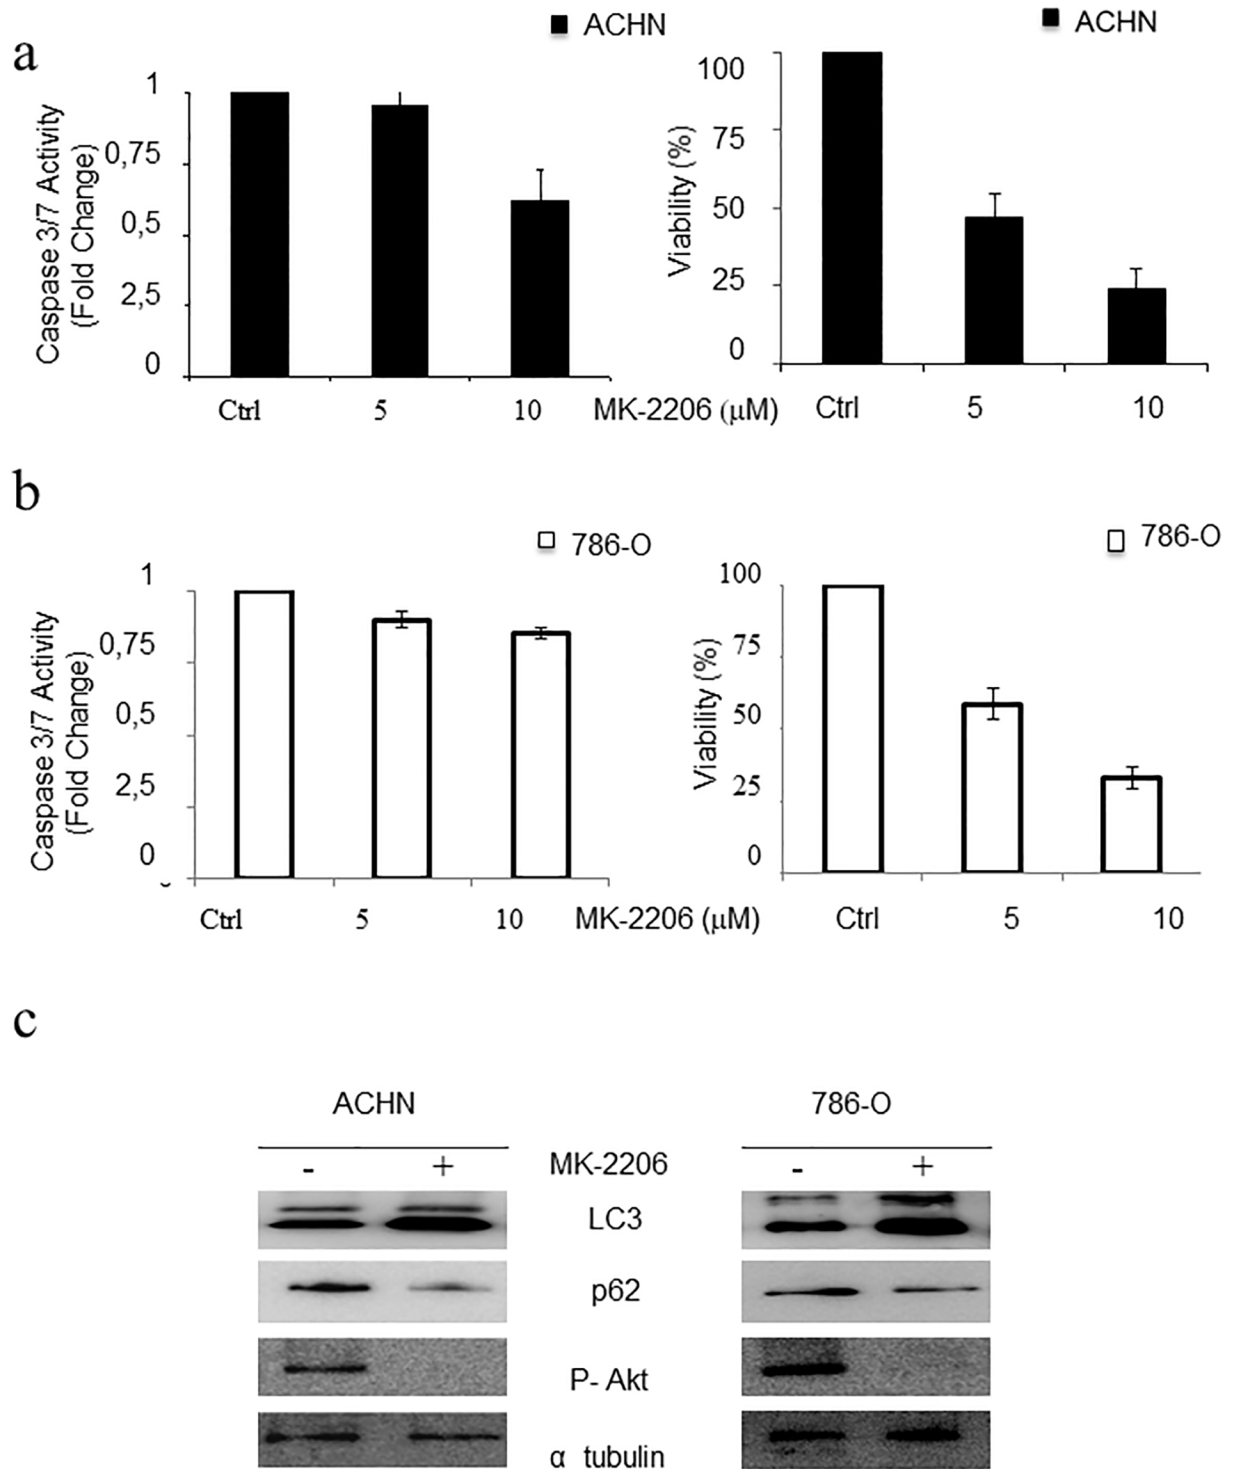 a
ACHN
ACHN
Caspase 3/7 Activity
(Fold Change)
1
0,75
0,5
2,5
0
Viability (%)
100
75
50
25
0
Ctrl 5 10 MK-2206 (μM) Ctrl 5 10
b
786-O
786-O
Caspase 3/7 Activity
(Fold Change)
1
0,75
0,5
2,5
0
Viability (%)
100
75
50
25
0
Ctrl 5 10 MK-2206 (μM) Ctrl 5 10
c
ACHN 786-O
- + MK-2206 - +
LC3
p62
P- Akt
α tubulin